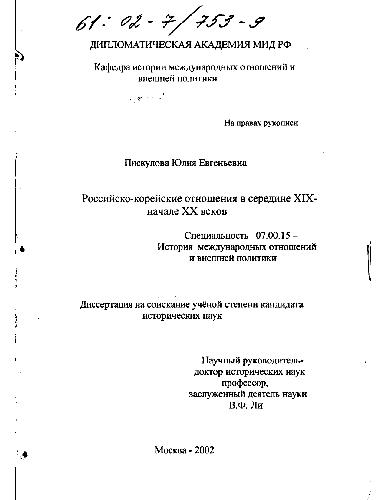 61:02-7/753-9
ДИПЛОМАТИЧЕСКАЯ АКАДЕМИЯ МИД РФ
Кафедра истории международных отношений и
внешней политики
На правах рукописи
Пискулова Юлия Евгеньевна
Российско-корейские отношения в середине XIX-
начале XX веков
Специальность 07.00.15 –
История международных отношений
и внешней политики
Диссертация на соискание учёной степени кандидата
исторических наук
Научный руководитель-
доктор исторических наук
профессор,
заслуженный деятель науки
В.Ф. Ли
Москва - 2002